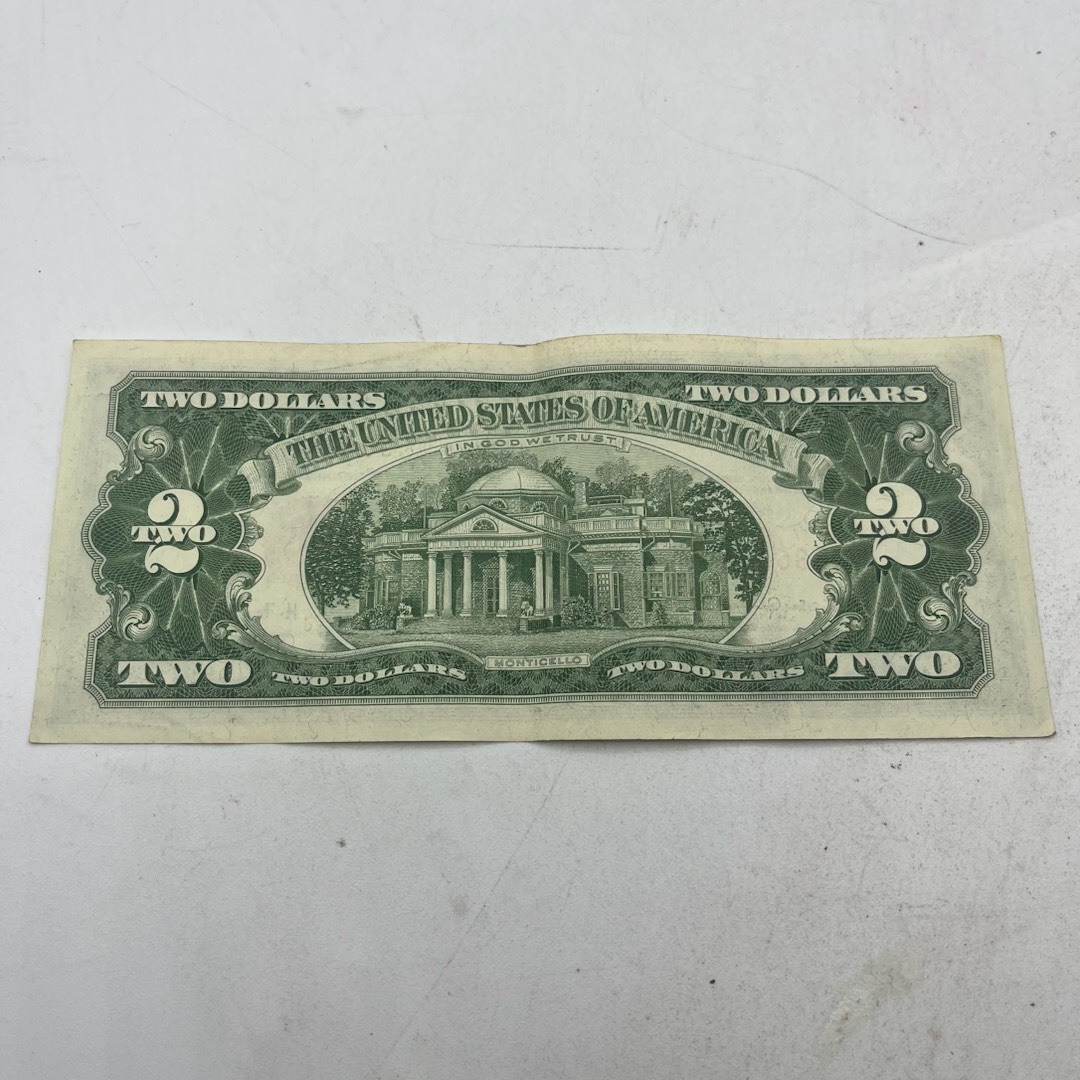 TWO DOLLARS TWO DOLLARS
THE UNITED STATES OF AMERICA
IN GOD WE TRUST
2 2
TWO TWO
MONTICELLO
TWO TWO DOLLARS TWO DOLLARS TWO